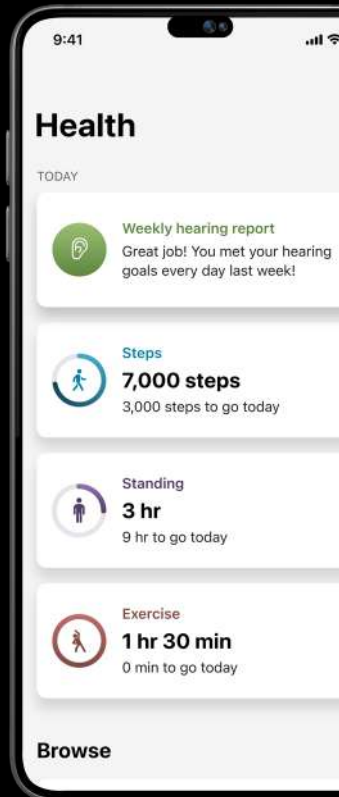 9:41
Health
TODAY
Weekly hearing report
Great job! You met your hearing
goals every day last week!
Steps
7,000 steps
3,000 steps to go today
Standing
3 hr
9 hr to go today
Exercise
1 hr 30 min
0 min to go today
Browse